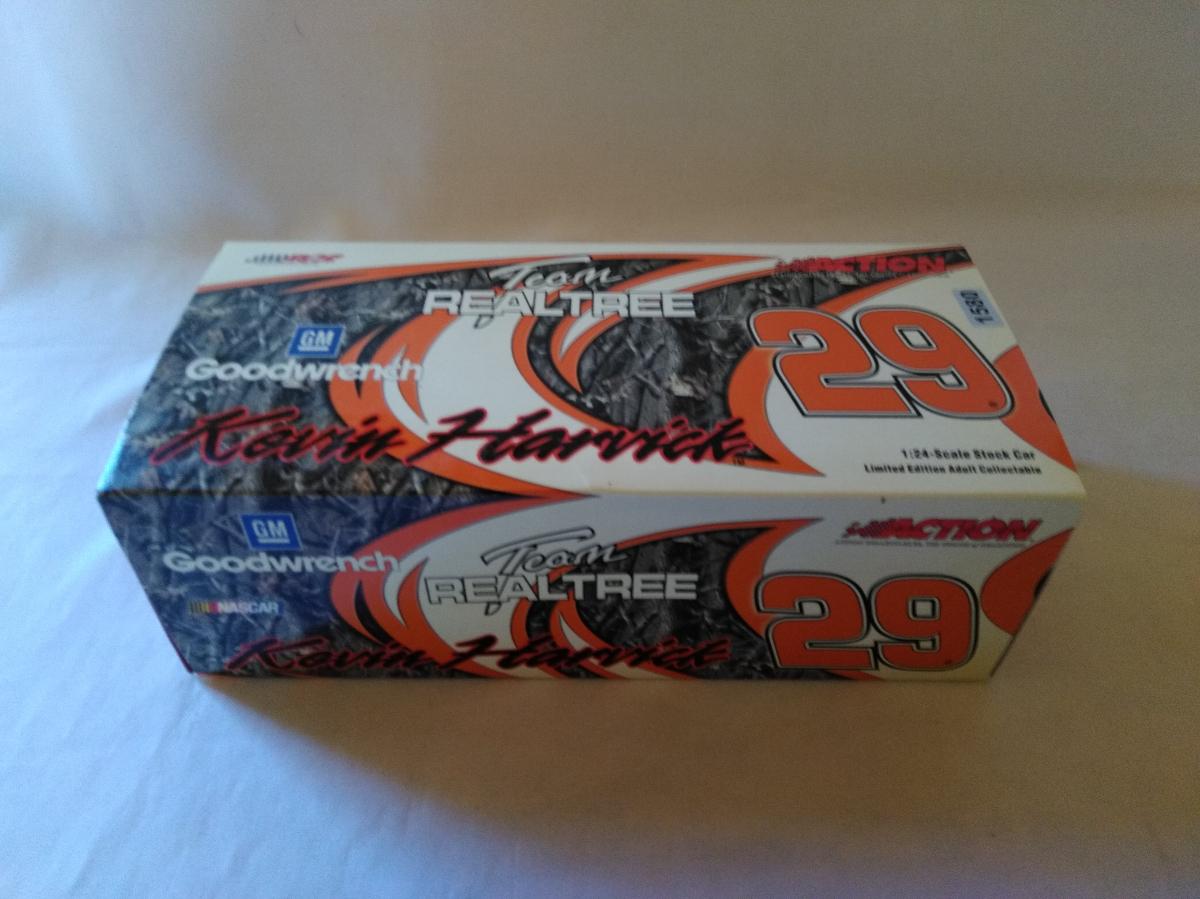 Team
REALTREE
ACTION
1580
GM
Goodwrench
29
Kevin Harvick
1:24-Scale Stock Car
Limited Edition Adult Collectable
GM
Goodwrench
Team
REALTREE
ACTION
NASCAR
29
Kevin Harvick